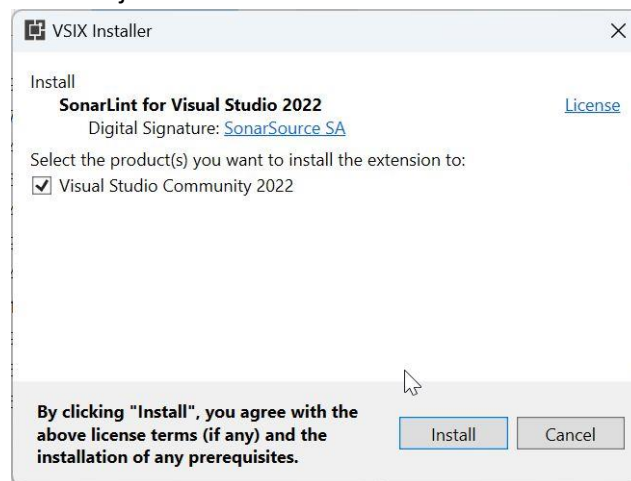 VSIX Installer
Install
SonarLint for Visual Studio 2022 License
Digital Signature: SonarSource SA
Select the product(s) you want to install the extension to:
Visual Studio Community 2022
By clicking "Install", you agree with the
above license terms (if any) and the
installation of any prerequisites.
Install Cancel